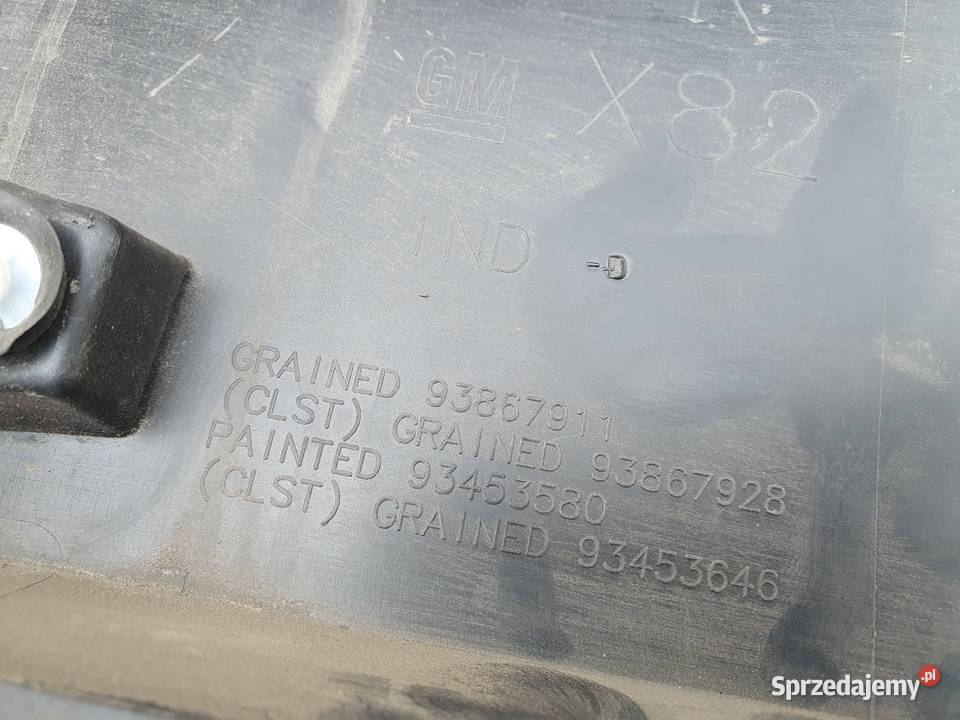 GM X82
IND
GRAINED 93867911
(CLST) GRAINED 93867928
PAINTED 93453580
(CLST) GRAINED 93453646
Sprzedajemy.pl